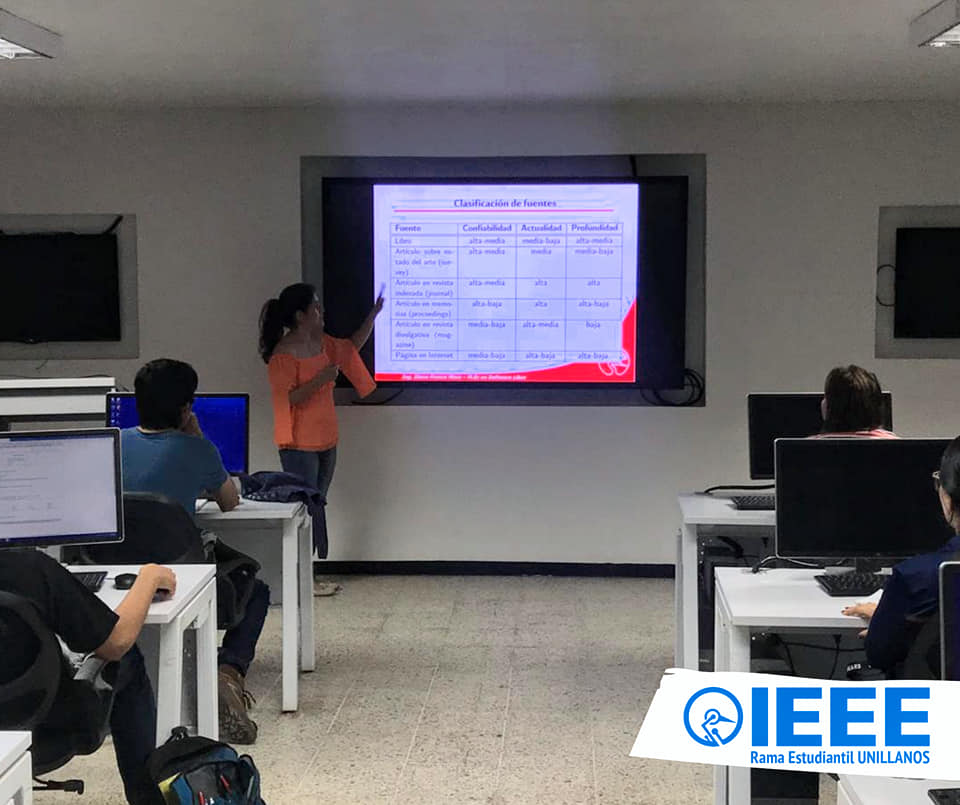 Clasificación de fuentes
Fuente Confiabilidad Actualidad Profundidad
Libro alta-media media-baja alta-media
Artículo sobre es- alta-media media media-baja
tado del arte (sur-
vey)
Artículo en revista alta-media alta alta
indexada (journal)
Artículo en memo- alta-baja alta alta-baja
rias (proceedings)
Artículo en revista media-baja alta-media baja
divulgativa (mag-
azine)
Página en Internet media-baja alta-baja alta-baja
IEEE
Rama Estudiantil UNILLANOS